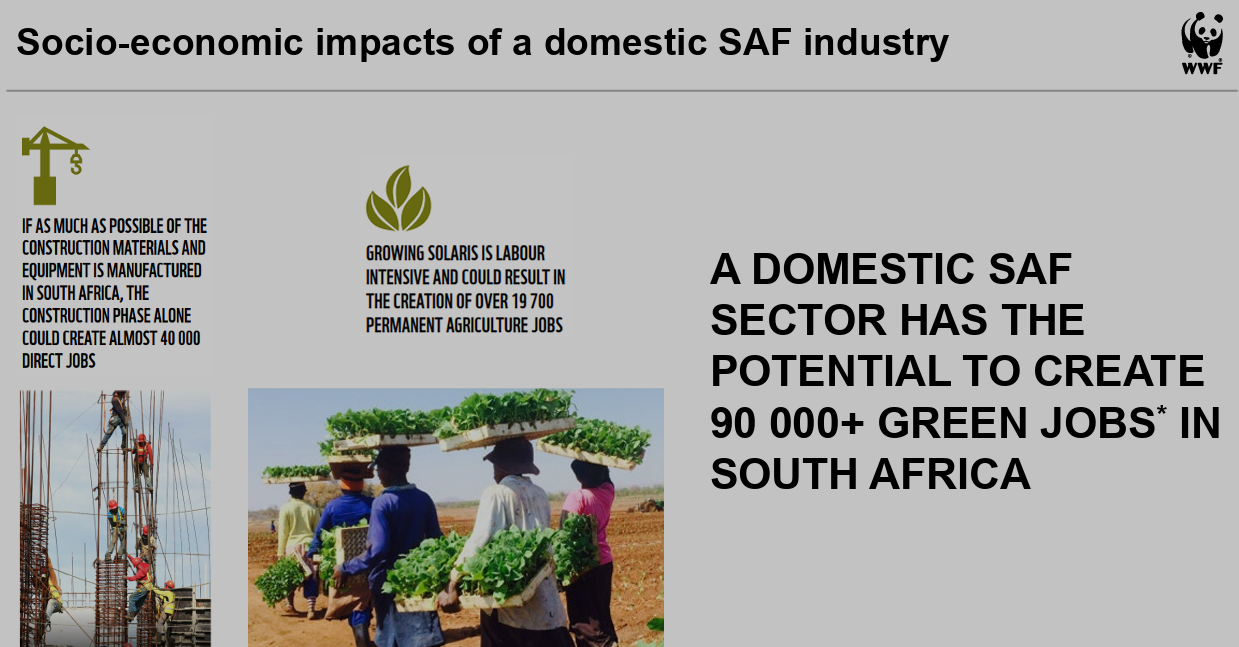 Socio-economic impacts of a domestic SAF industry
WWF
IF AS MUCH AS POSSIBLE OF THE
CONSTRUCTION MATERIALS AND
EQUIPMENT IS MANUFACTURED
IN SOUTH AFRICA, THE
CONSTRUCTION PHASE ALONE
COULD CREATE ALMOST 40 000
DIRECT JOBS
GROWING SOLARIS IS LABOUR
INTENSIVE AND COULD RESULT IN
THE CREATION OF OVER 19 700
PERMANENT AGRICULTURE JOBS
A DOMESTIC SAF
SECTOR HAS THE
POTENTIAL TO CREATE
90 000+ GREEN JOBS* IN
SOUTH AFRICA